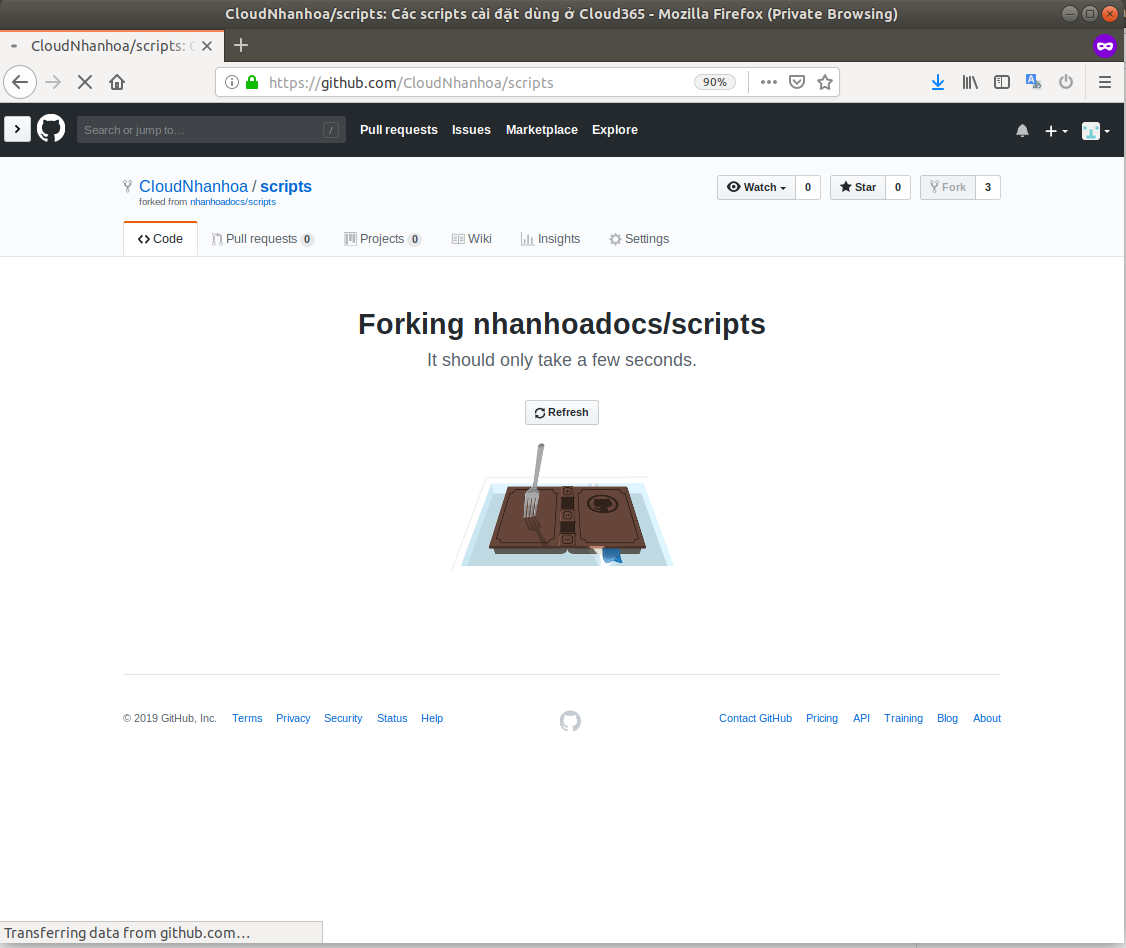 CloudNhanhoa/scripts: Các scripts cài đặt dùng ở Cloud365 - Mozilla Firefox (Private Browsing)
CloudNhanhoa/scripts: C
https://github.com/CloudNhanhoa/scripts 90%
Search or jump to… / Pull requests Issues Marketplace Explore
CloudNhanhoa / scripts Watch 0 Star 0 Fork 3
forked from nhanhoadocs/scripts
Code Pull requests 0 Projects 0 Wiki Insights Settings
Forking nhanhoadocs/scripts
It should only take a few seconds.
Refresh
© 2019 GitHub, Inc. Terms Privacy Security Status Help Contact GitHub Pricing API Training Blog About
Transferring data from github.com…